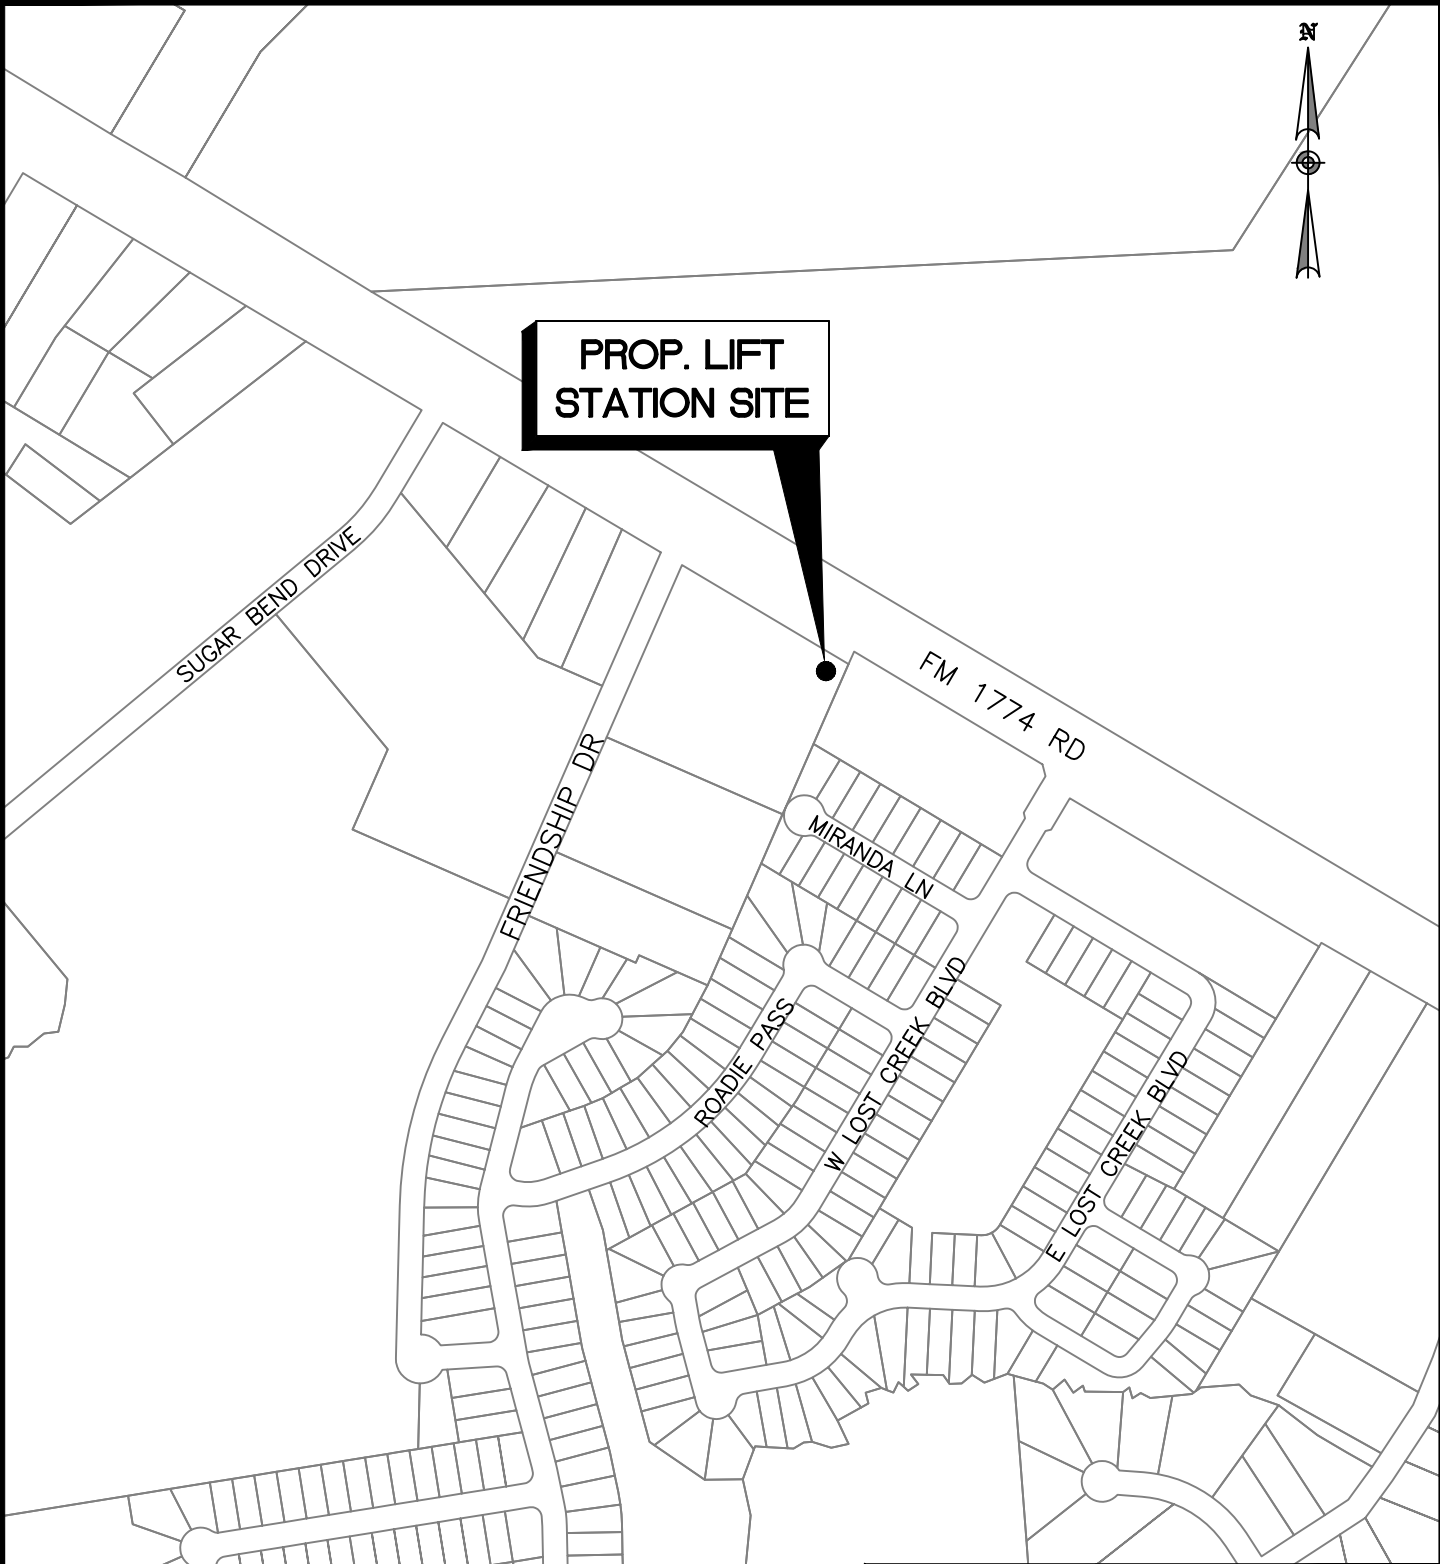 N
PROP. LIFT
STATION SITE
SUGAR BEND DRIVE
FM 1774 RD
FRIENDSHIP DR
MIRANDA LN
ROADIE PASS
W LOST CREEK BLVD
E LOST CREEK BLVD